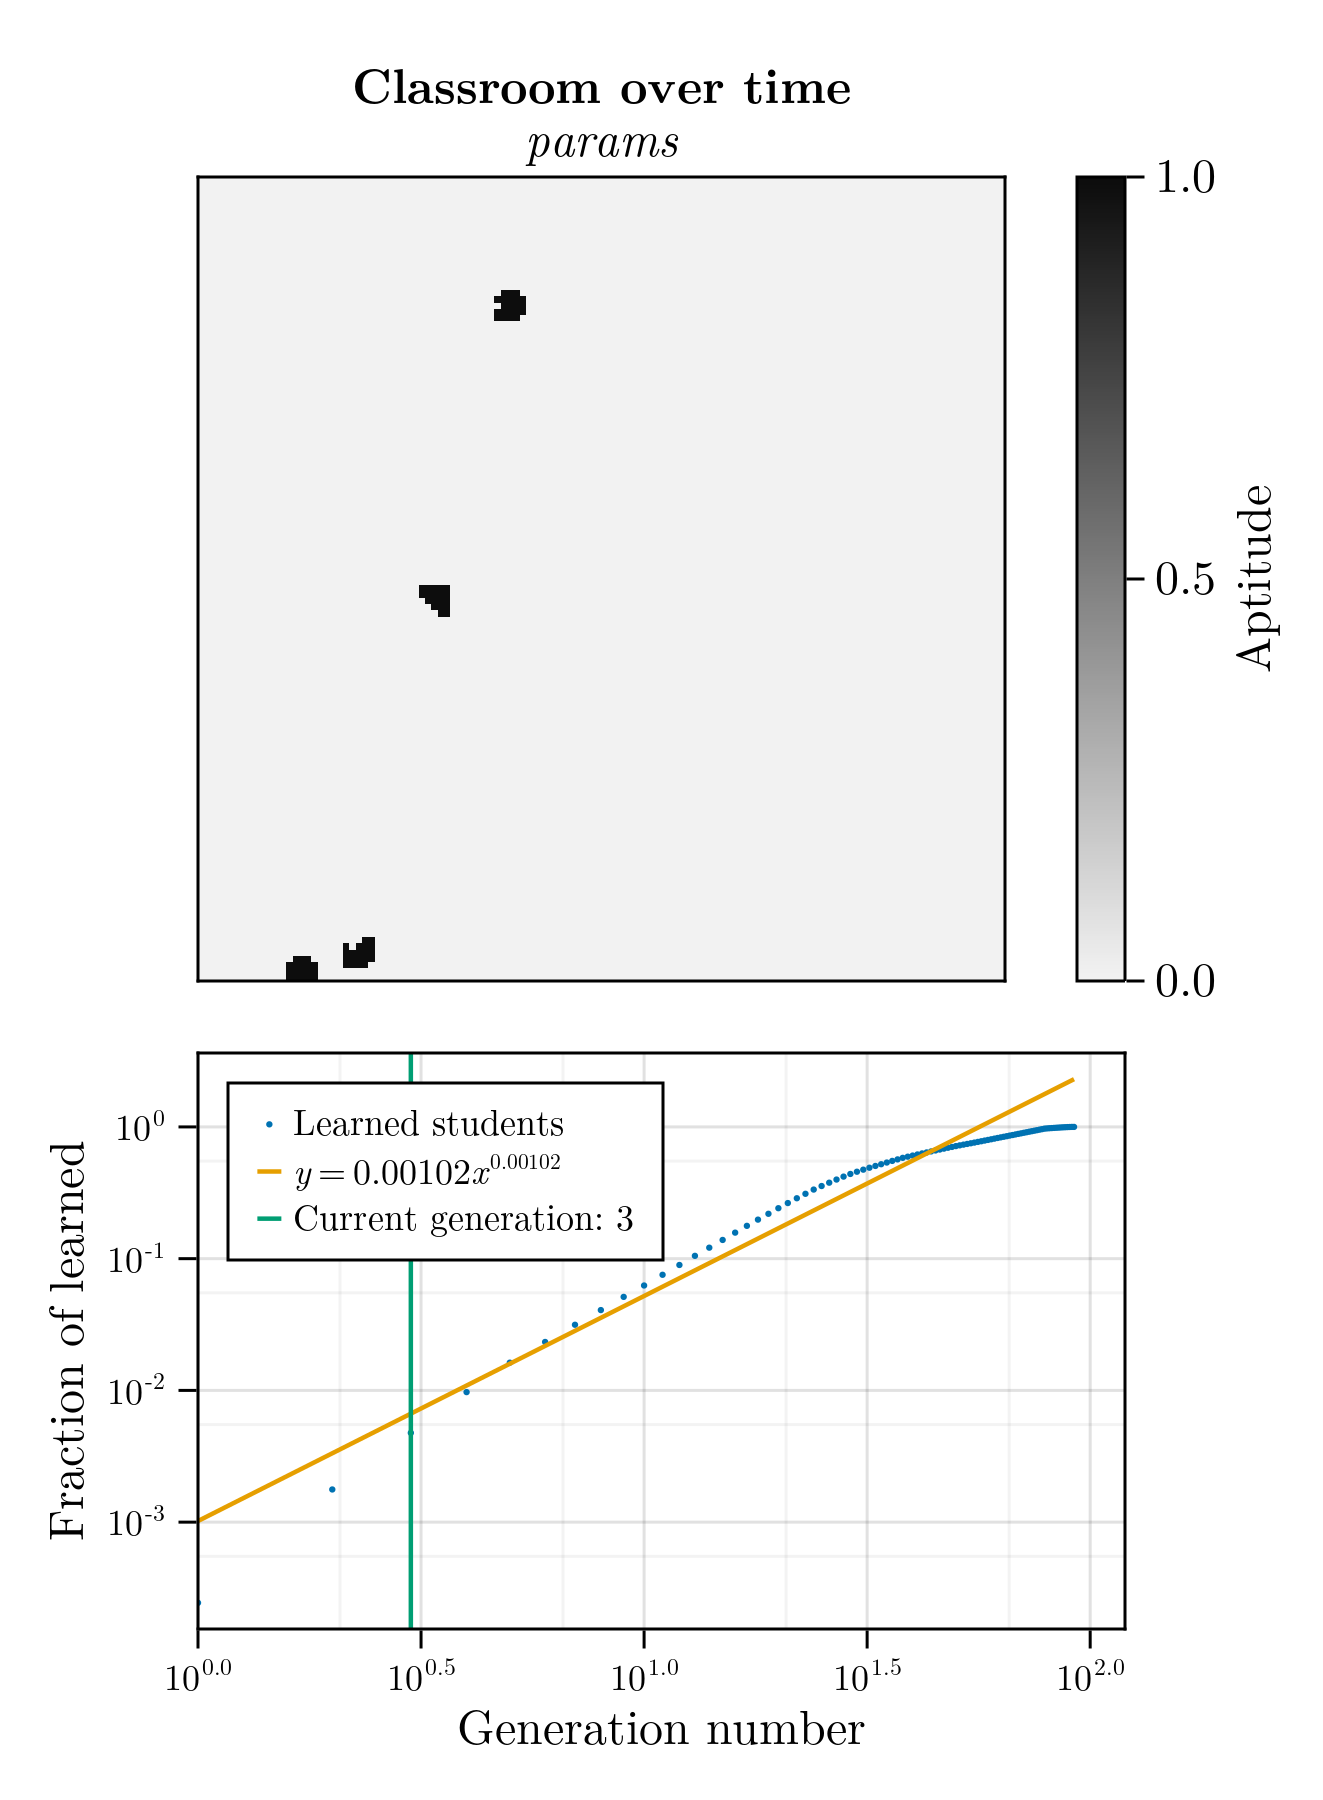 Classroom over time
params
1.0
0.5
0.0
Aptitude
Learned students
y = 0.00102x^0.00102
Current generation: 3
10^0
10^-1
10^-2
10^-3
Fraction of learned
10^0.0 10^0.5 10^1.0 10^1.5 10^2.0
Generation number